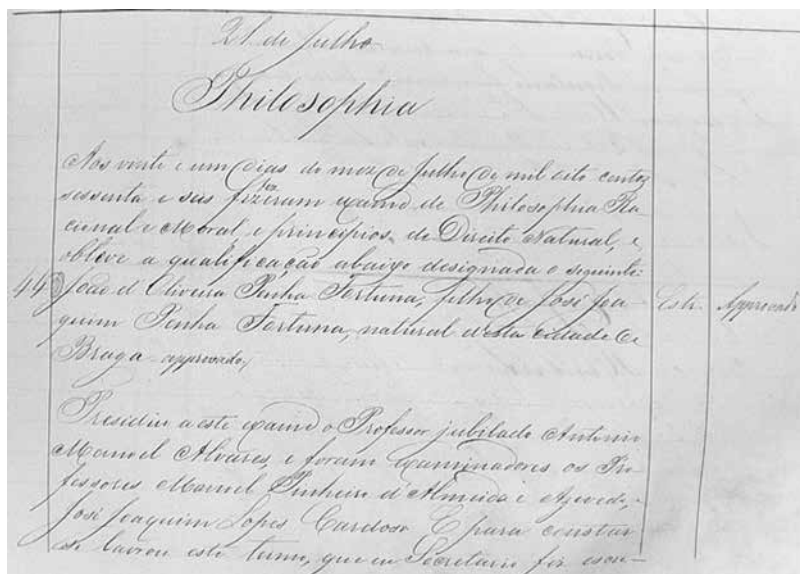 21 de Julho
Philosophia
Aos vinte e um dias do mez de Julho de mil oito centos
sessenta e seis fizeram exame de Philosophia Ra-
cional e Moral e principios de Direito Natural, e
obteve a qualificação abaixo designada o seguinte:
44 João d'Oliveira Penha Fortuna, filho de José Joa- Estr. Approvado
quim Penha Fortuna, natural d'esta cidade de
Braga approvado,
Presidiu a este exame o Professor jubilado Antonio
Manoel Alvares, e foram examinadores os Pro-
fessores Manoel Pinheiro d'Almeida e Azevedo, e
José Joaquim Lopes Cardoso. E para constar
se lavrou este termo, que eu Secretario fiz escre-